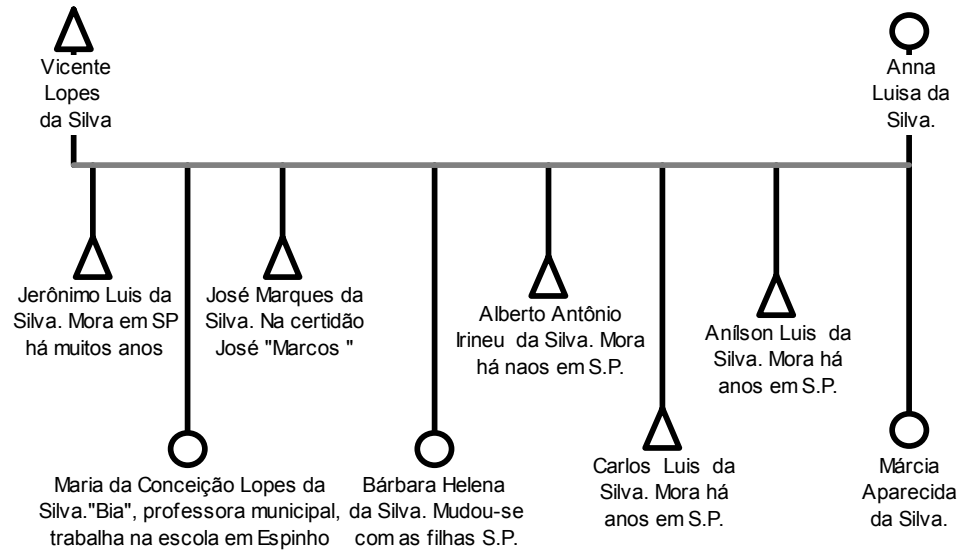 Vicente
Lopes
da Silva
Anna
Luisa da
Silva.
Jerônimo Luis da
Silva. Mora em SP
há muitos anos
José Marques da
Silva. Na certidão
José "Marcos "
Alberto Antônio
Irineu da Silva. Mora
há naos em S.P.
Anílson Luis da
Silva. Mora há
anos em S.P.
Maria da Conceição Lopes da
Silva."Bia", professora municipal,
trabalha na escola em Espinho
Bárbara Helena
da Silva. Mudou-se
com as filhas S.P.
Carlos Luis da
Silva. Mora há
anos em S.P.
Márcia
Aparecida
da Silva.